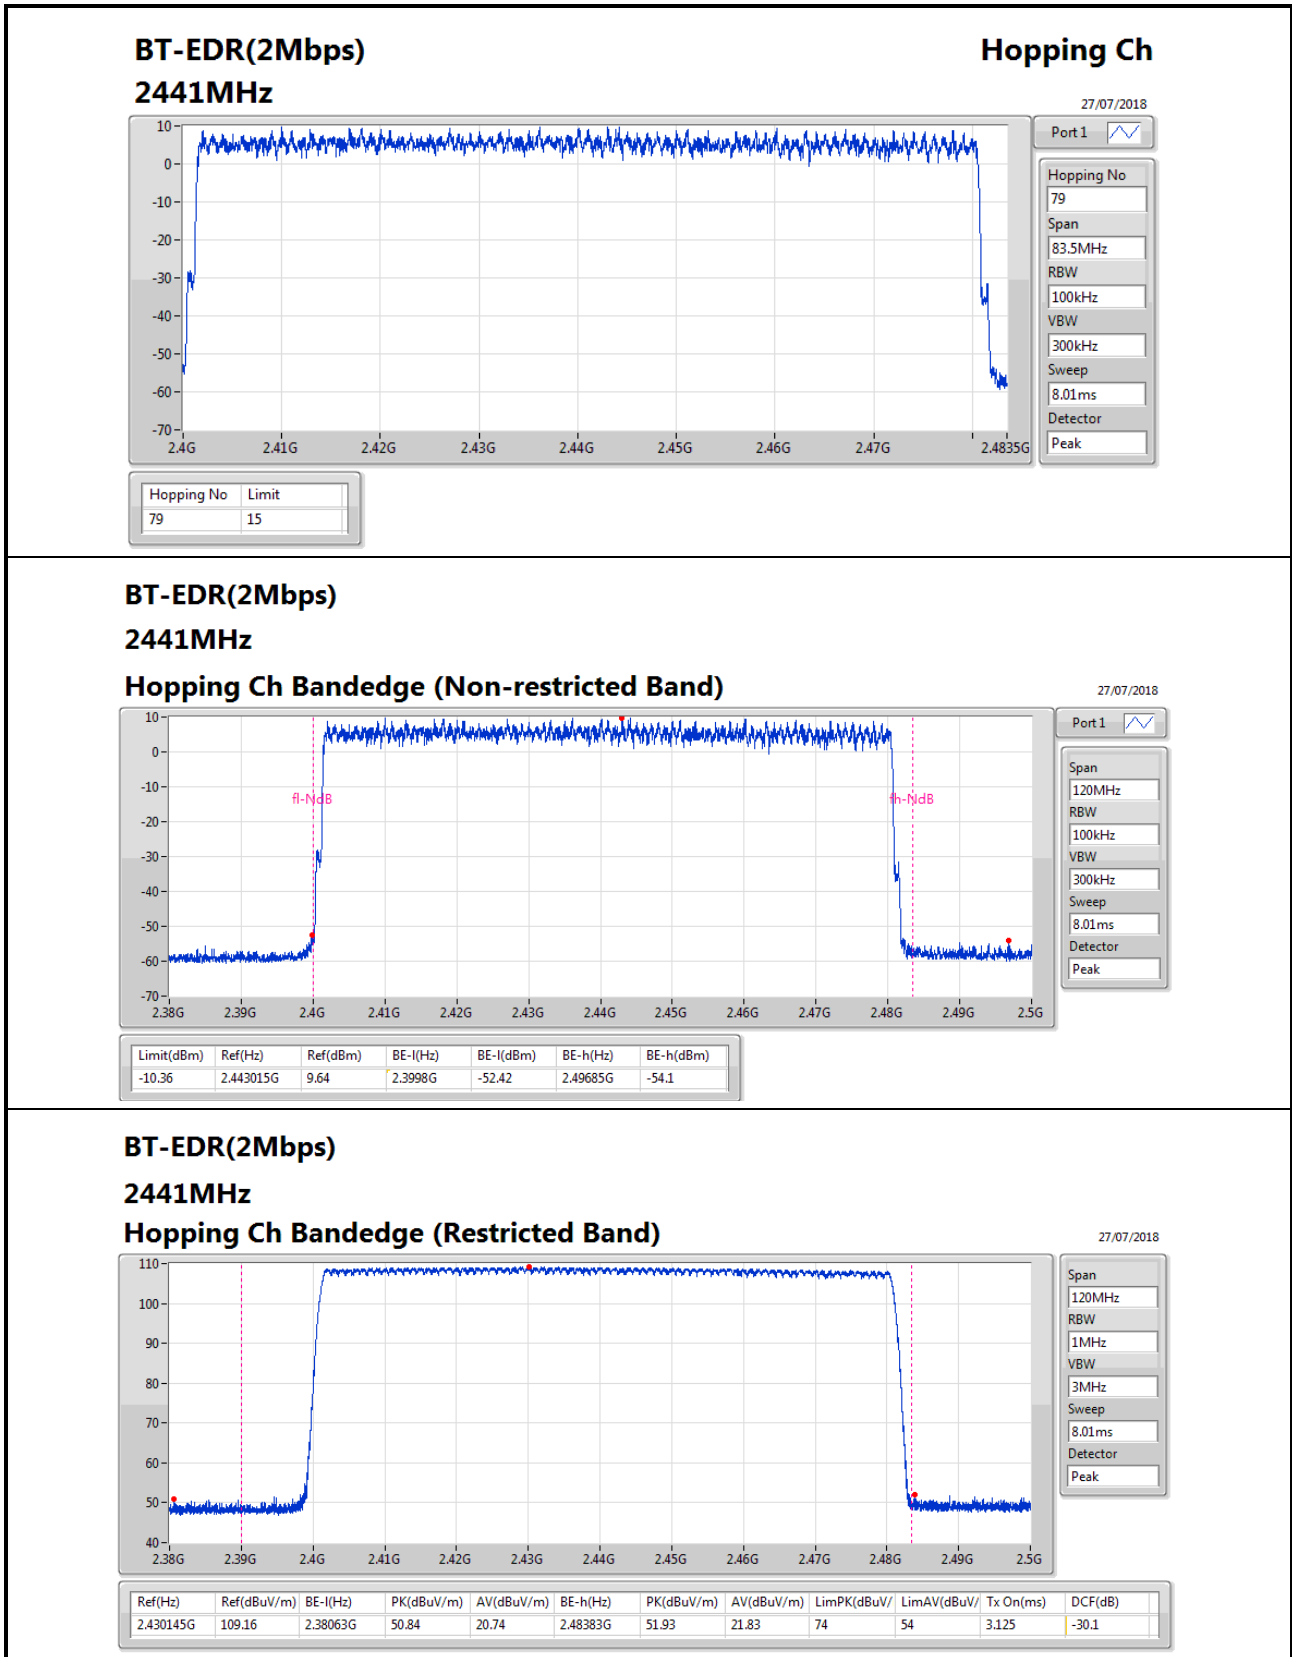 BT-EDR(2Mbps) Hopping Ch
2441MHz
27/07/2018
10
0
-10
-20
-30
-40
-50
-60
-70
2.4G 2.41G 2.42G 2.43G 2.44G 2.45G 2.46G 2.47G 2.4835G
Port 1
Hopping No
79
Span
83.5MHz
RBW
100kHz
VBW
300kHz
Sweep
8.01ms
Detector
Peak
Hopping No Limit
79 15
BT-EDR(2Mbps)
2441MHz
Hopping Ch Bandedge (Non-restricted Band)
27/07/2018
10
0
-10
-20
-30
-40
-50
-60
-70
fl-NdB fh-NdB
2.38G 2.39G 2.4G 2.41G 2.42G 2.43G 2.44G 2.45G 2.46G 2.47G 2.48G 2.49G 2.5G
Port 1
Span
120MHz
RBW
100kHz
VBW
300kHz
Sweep
8.01ms
Detector
Peak
Limit(dBm) Ref(Hz) Ref(dBm) BE-l(Hz) BE-l(dBm) BE-h(Hz) BE-h(dBm)
-10.36 2.443015G 9.64 2.3998G -52.42 2.49685G -54.1
BT-EDR(2Mbps)
2441MHz
Hopping Ch Bandedge (Restricted Band)
27/07/2018
110
100
90
80
70
60
50
40
2.38G 2.39G 2.4G 2.41G 2.42G 2.43G 2.44G 2.45G 2.46G 2.47G 2.48G 2.49G 2.5G
Span
120MHz
RBW
1MHz
VBW
3MHz
Sweep
8.01ms
Detector
Peak
Ref(Hz) Ref(dBuV/m) BE-l(Hz) PK(dBuV/m) AV(dBuV/m) BE-h(Hz) PK(dBuV/m) AV(dBuV/m) LimPK(dBuV/ LimAV(dBuV/ Tx On(ms) DCF(dB)
2.430145G 109.16 2.38063G 50.84 20.74 2.48383G 51.93 21.83 74 54 3.125 -30.1